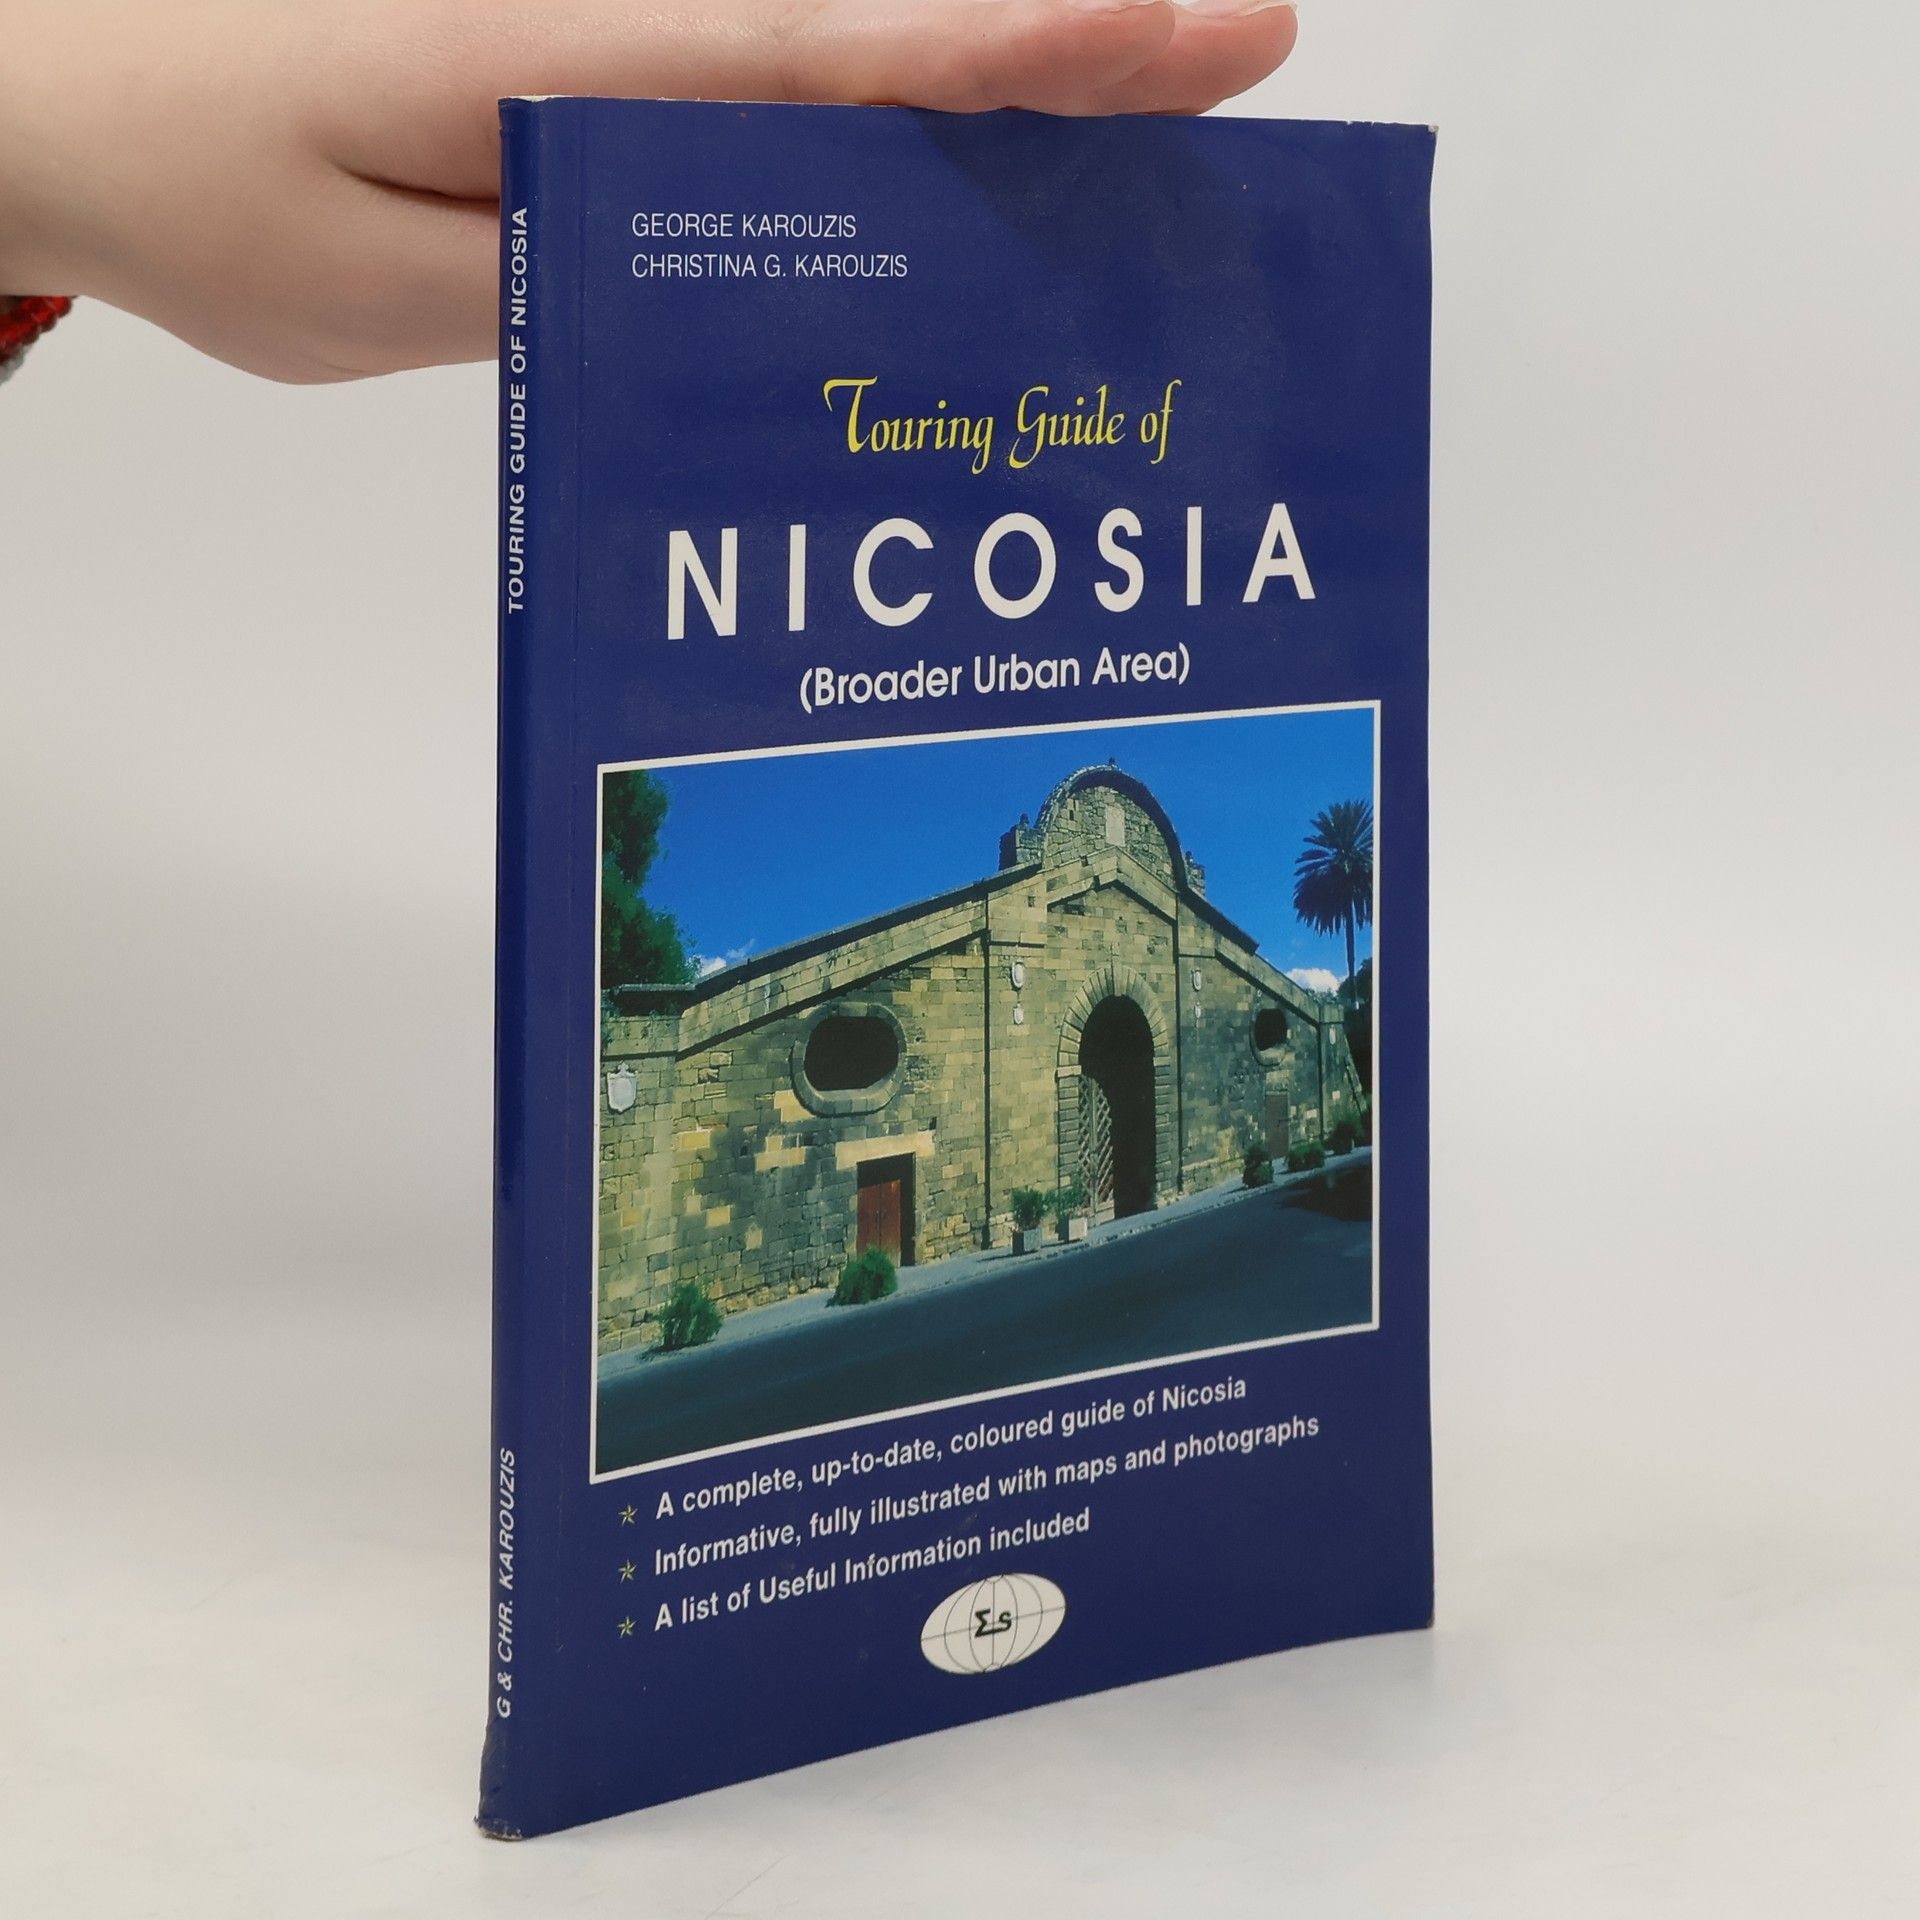 GEORGE KAROUZIS
CHRISTINA G. KAROUZIS
Touring Guide of
NICOSIA
(Broader Urban Area)
A complete, up-to-date, coloured guide of Nicosia
Informative, fully illustrated with maps and photographs
A list of Useful Information included
Σs
TOURING GUIDE OF NICOSIA
G & CHR. KAROUZIS